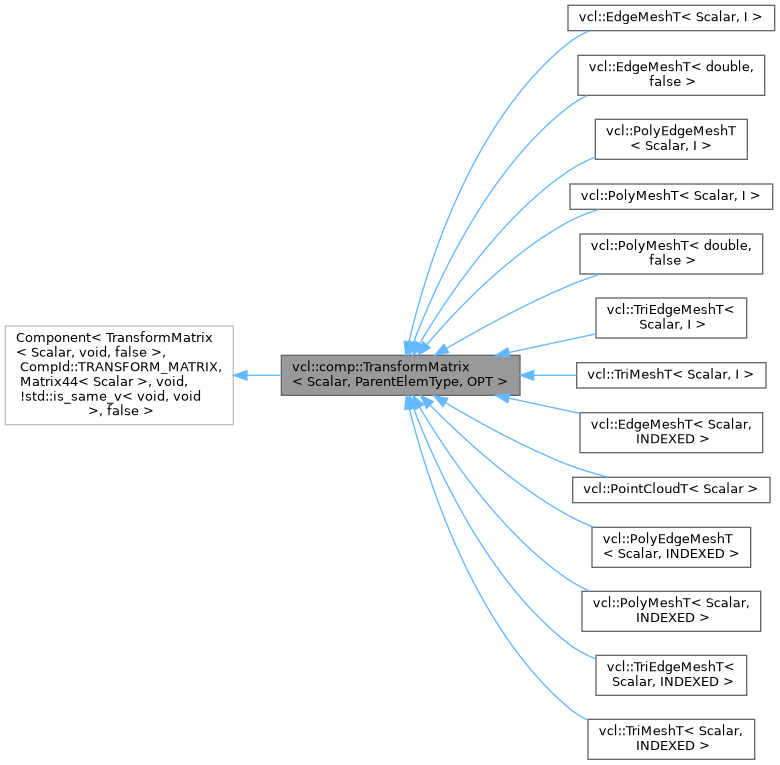 vcl::EdgeMeshT< Scalar, I >
vcl::EdgeMeshT< double,
false >
vcl::PolyEdgeMeshT
< Scalar, I >
vcl::PolyMeshT< Scalar, I >
vcl::PolyMeshT< double,
false >
vcl::TriEdgeMeshT<
Scalar, I >
Component< TransformMatrix
< Scalar, void, false >,
CompId::TRANSFORM_MATRIX,
Matrix44< Scalar >, void,
!std::is_same_v< void, void
>, false >
vcl::comp::TransformMatrix
< Scalar, ParentElemType, OPT >
vcl::TriMeshT< Scalar, I >
vcl::EdgeMeshT< Scalar,
INDEXED >
vcl::PointCloudT< Scalar >
vcl::PolyEdgeMeshT
< Scalar, INDEXED >
vcl::PolyMeshT< Scalar,
INDEXED >
vcl::TriEdgeMeshT<
Scalar, INDEXED >
vcl::TriMeshT< Scalar,
INDEXED >